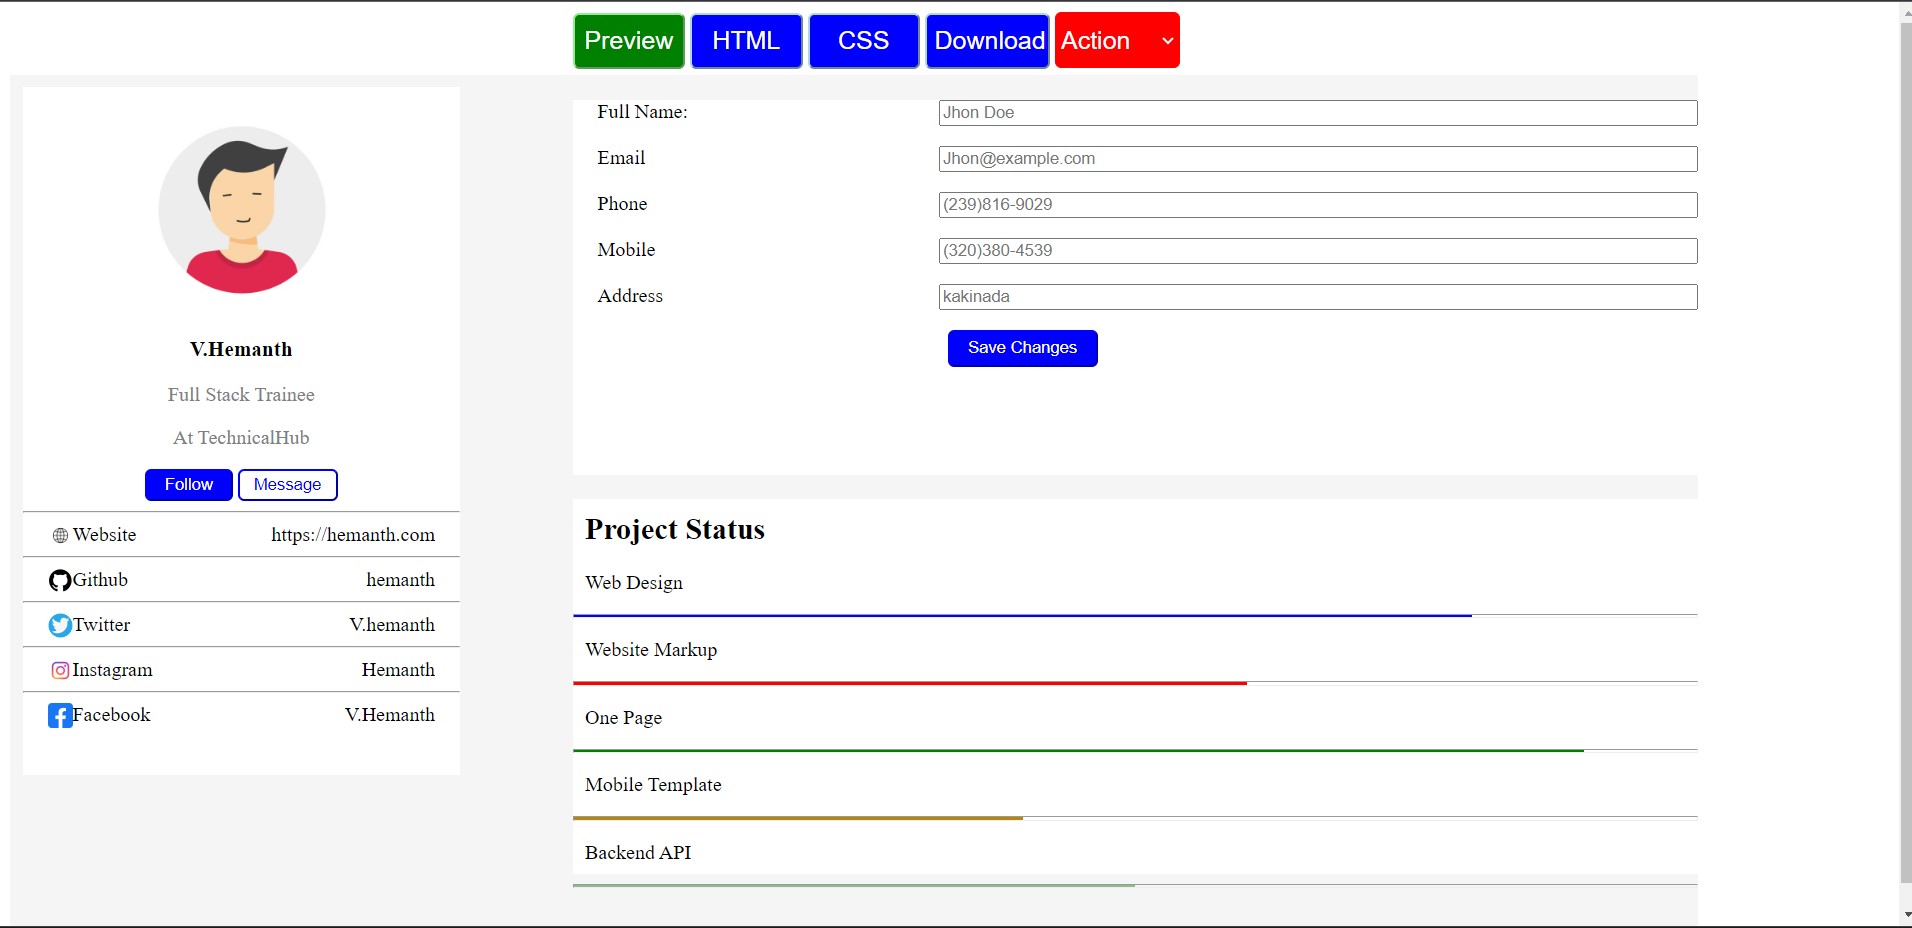 Preview HTML CSS Download Action
V.Hemanth
Full Stack Trainee
At TechnicalHub
Follow Message
Website https://hemanth.com
Github hemanth
Twitter V.hemanth
Instagram Hemanth
Facebook V.Hemanth
Full Name: Jhon Doe
Email Jhon@example.com
Phone (239)816-9029
Mobile (320)380-4539
Address kakinada
Save Changes
Project Status
Web Design
Website Markup
One Page
Mobile Template
Backend API